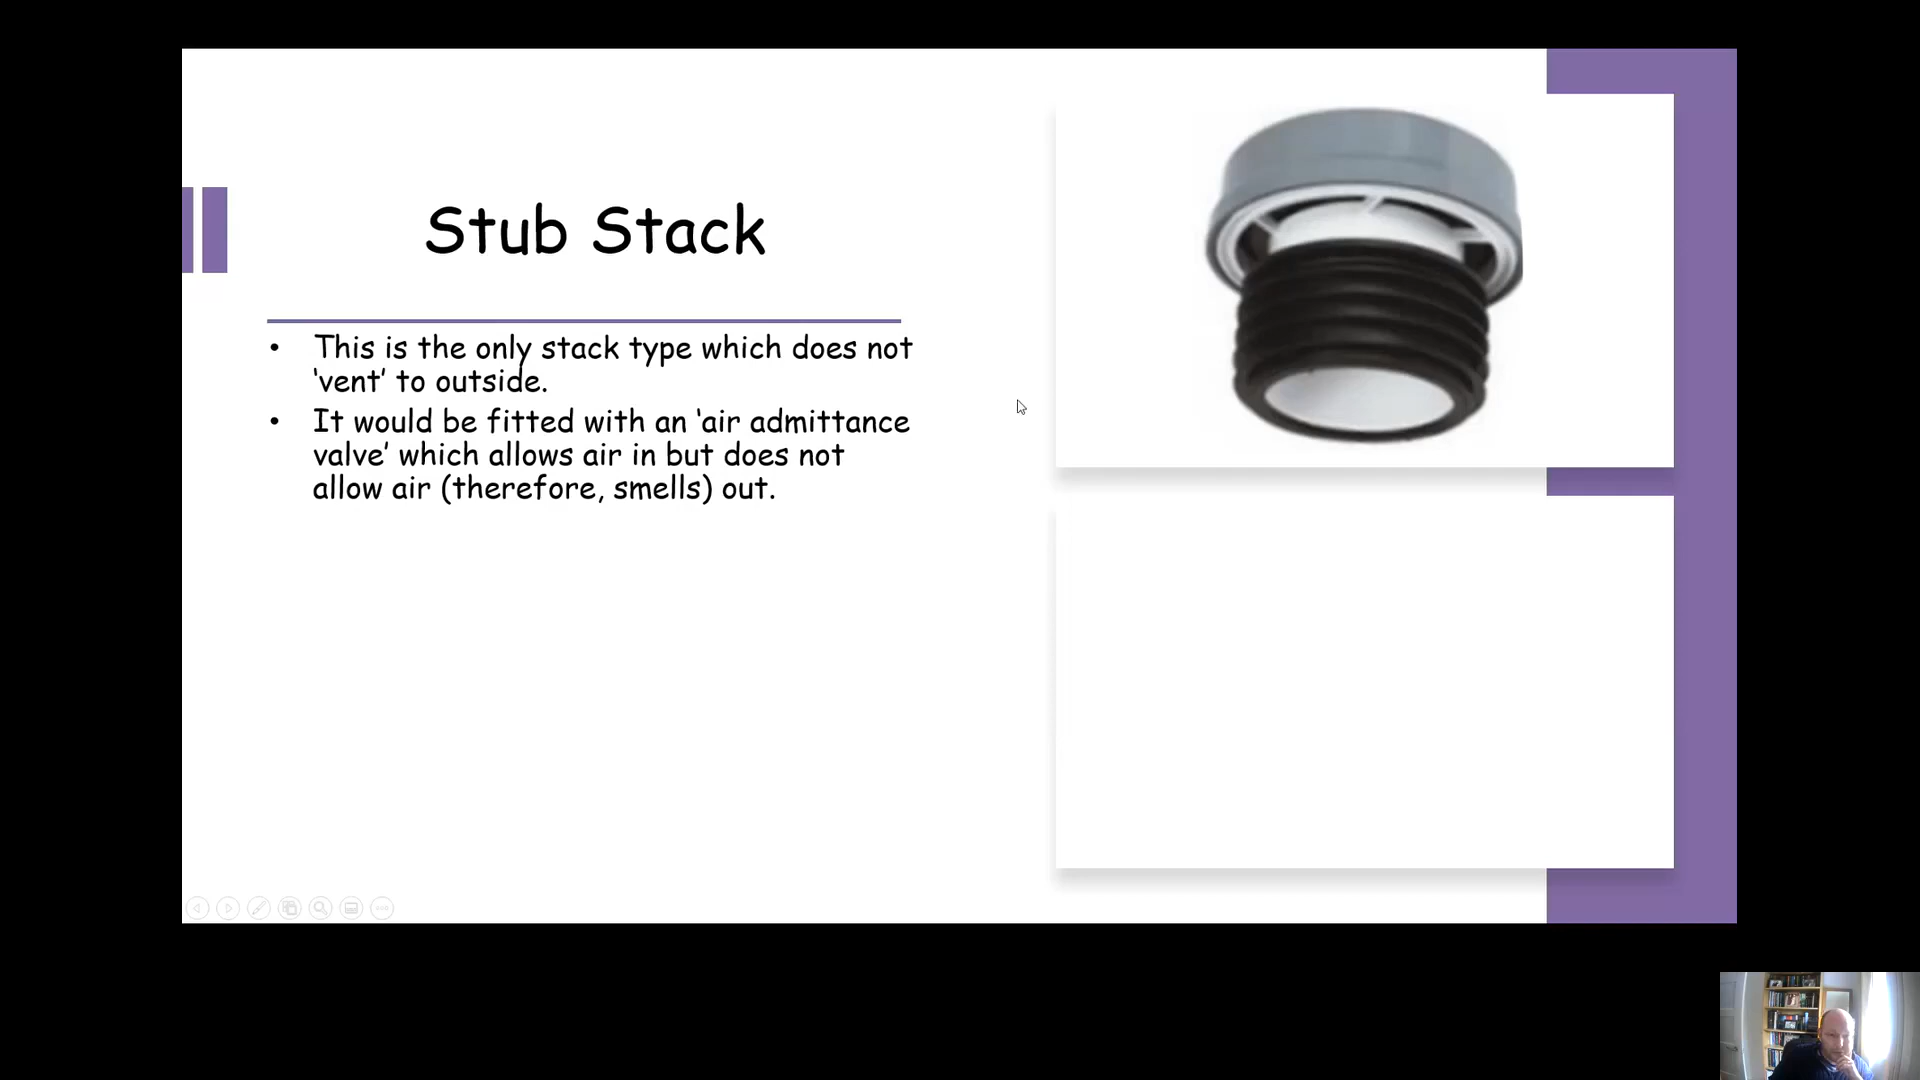 Stub Stack
• This is the only stack type which does not
‘vent’ to outside.
• It would be fitted with an ‘air admittance
valve’ which allows air in but does not
allow air (therefore, smells) out.